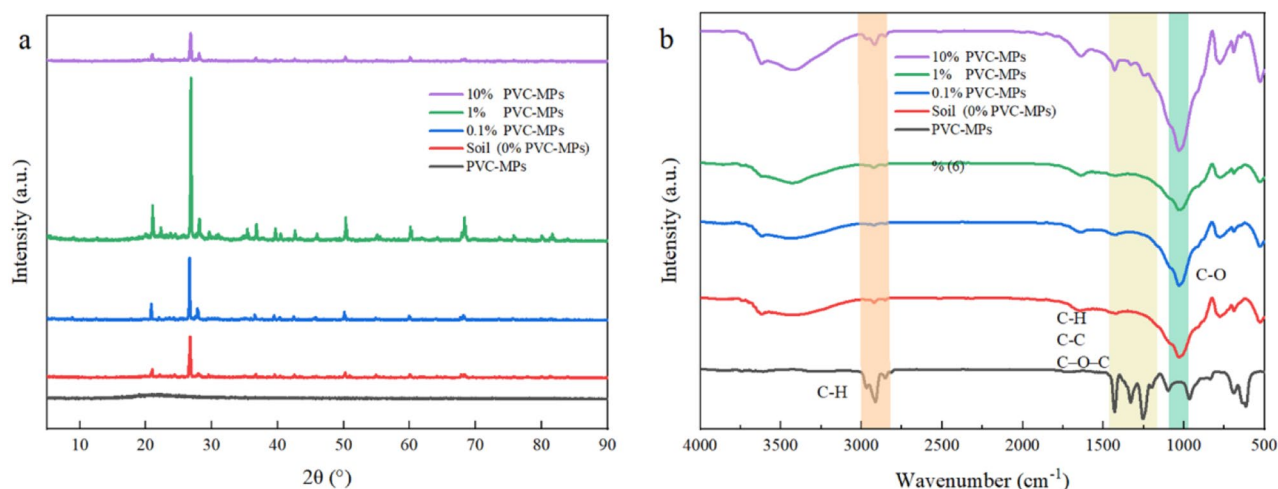 a
10% PVC-MPs
1% PVC-MPs
0.1% PVC-MPs
Soil (0% PVC-MPs)
PVC-MPs
Intensity (a.u.)
10 20 30 40 50 60 70 80 90
2θ (°)
b
10% PVC-MPs
1% PVC-MPs
0.1% PVC-MPs
Soil (0% PVC-MPs)
PVC-MPs
% (6)
C-O
C-H
C-C
C–O–C
C-H
Intensity (a.u.)
4000 3500 3000 2500 2000 1500 1000 500
Wavenumber (cm⁻¹)